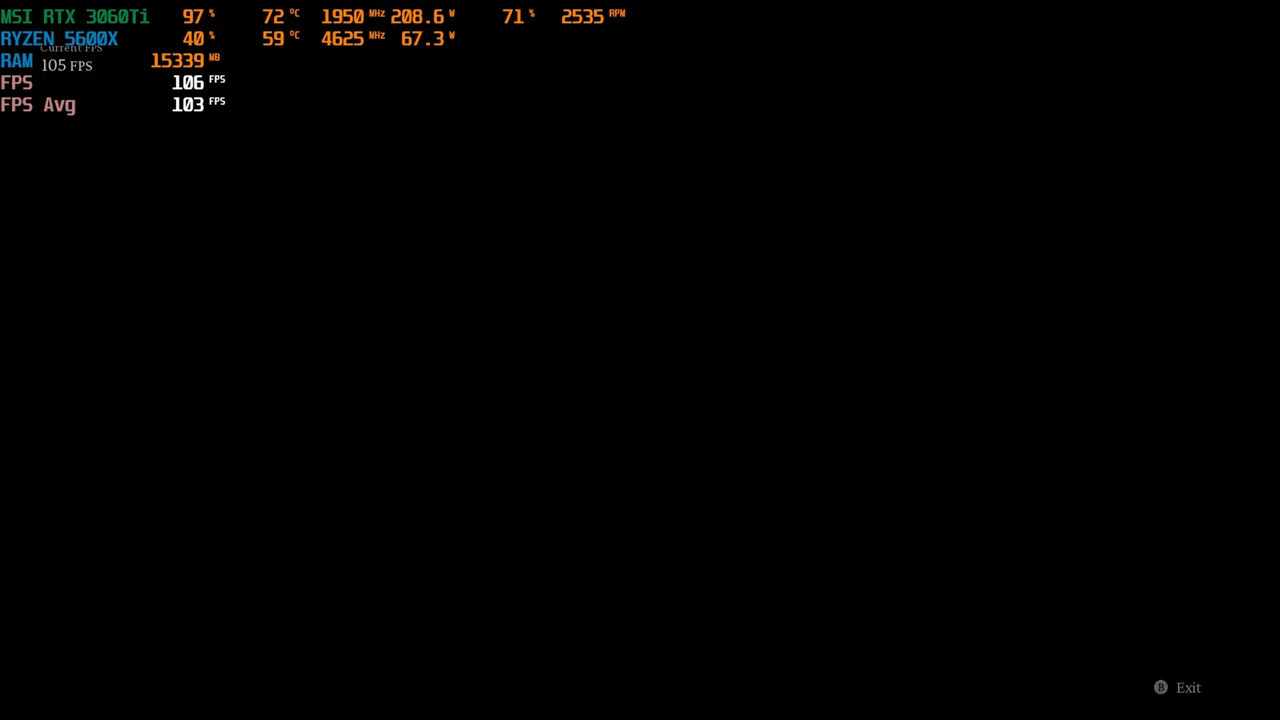 MSI RTX 3060Ti 97 % 72 °C 1950 MHz 208.6 W 71 % 2535 RPM
RYZEN 5600X 40 % 59 °C 4625 MHz 67.3 W
Current FPS
RAM 15339 MB
105 FPS
FPS 106 FPS
FPS Avg 103 FPS
B Exit